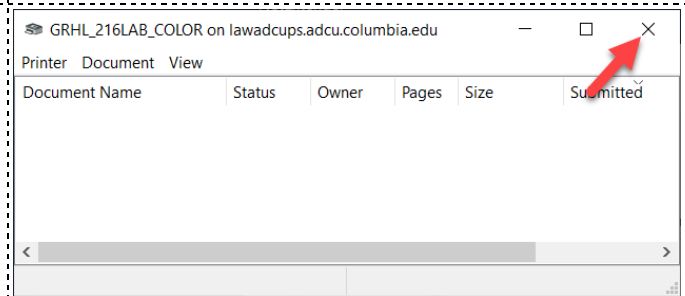 GRHL_216LAB_COLOR on lawadcups.adcu.columbia.edu
Printer Document View
Document Name Status Owner Pages Size Submitted